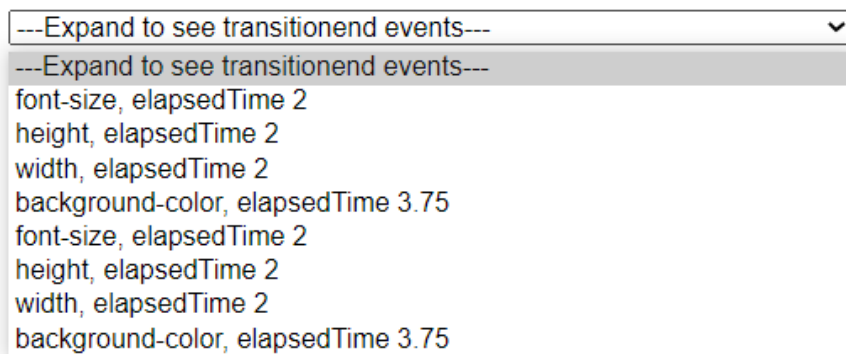 ---Expand to see transitionend events---
---Expand to see transitionend events---
font-size, elapsedTime 2
height, elapsedTime 2
width, elapsedTime 2
background-color, elapsedTime 3.75
font-size, elapsedTime 2
height, elapsedTime 2
width, elapsedTime 2
background-color, elapsedTime 3.75